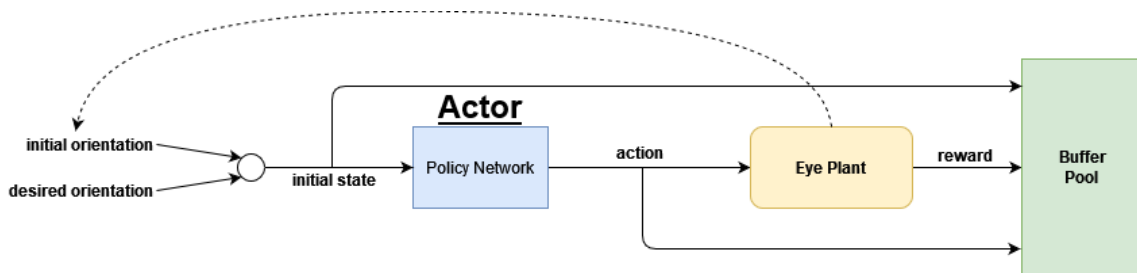 Actor
initial orientation
desired orientation
initial state
Policy Network
action
Eye Plant
reward
Buffer
Pool